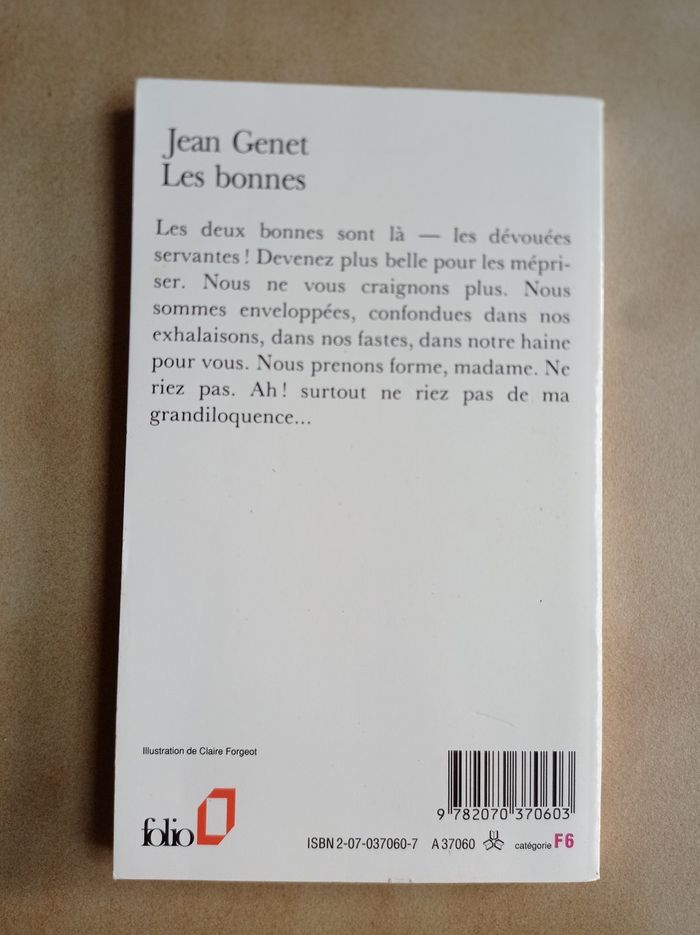 Jean Genet
Les bonnes
Les deux bonnes sont là — les dévouées
servantes ! Devenez plus belle pour les mépri-
ser. Nous ne vous craignons plus. Nous
sommes enveloppées, confondues dans nos
exhalaisons, dans nos fastes, dans notre haine
pour vous. Nous prenons forme, madame. Ne
riez pas. Ah ! surtout ne riez pas de ma
grandiloquence...
Illustration de Claire Forgeot
9 782070 370603
folio
ISBN 2-07-037060-7 A 37060 catégorie F6